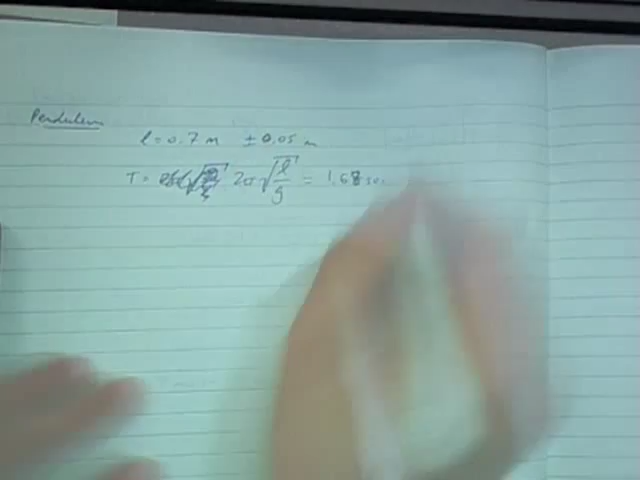 Pendulum
l = 0.7 m ± 0.05 m
T = 2π√(l/g) = 1.68